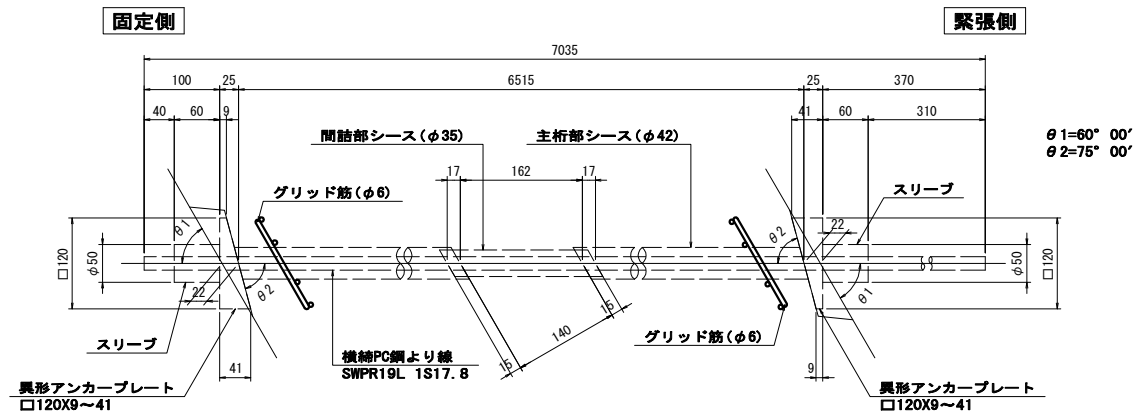 固定側
緊張側
7035
100
25
6515
25
370
40
60
9
41
60
310
間詰部シース(φ35)
主桁部シース(φ42)
θ1=60° 00′
θ2=75° 00′
17
162
17
グリッド筋(φ6)
スリーブ
θ1
θ2
22
□120
φ50
θ2
θ1
φ50
□120
22
スリーブ
15
140
15
グリッド筋(φ6)
横締PC鋼より線
SWPR19L 1S17.8
41
9
異形アンカープレート
□120X9～41
異形アンカープレート
□120X9～41